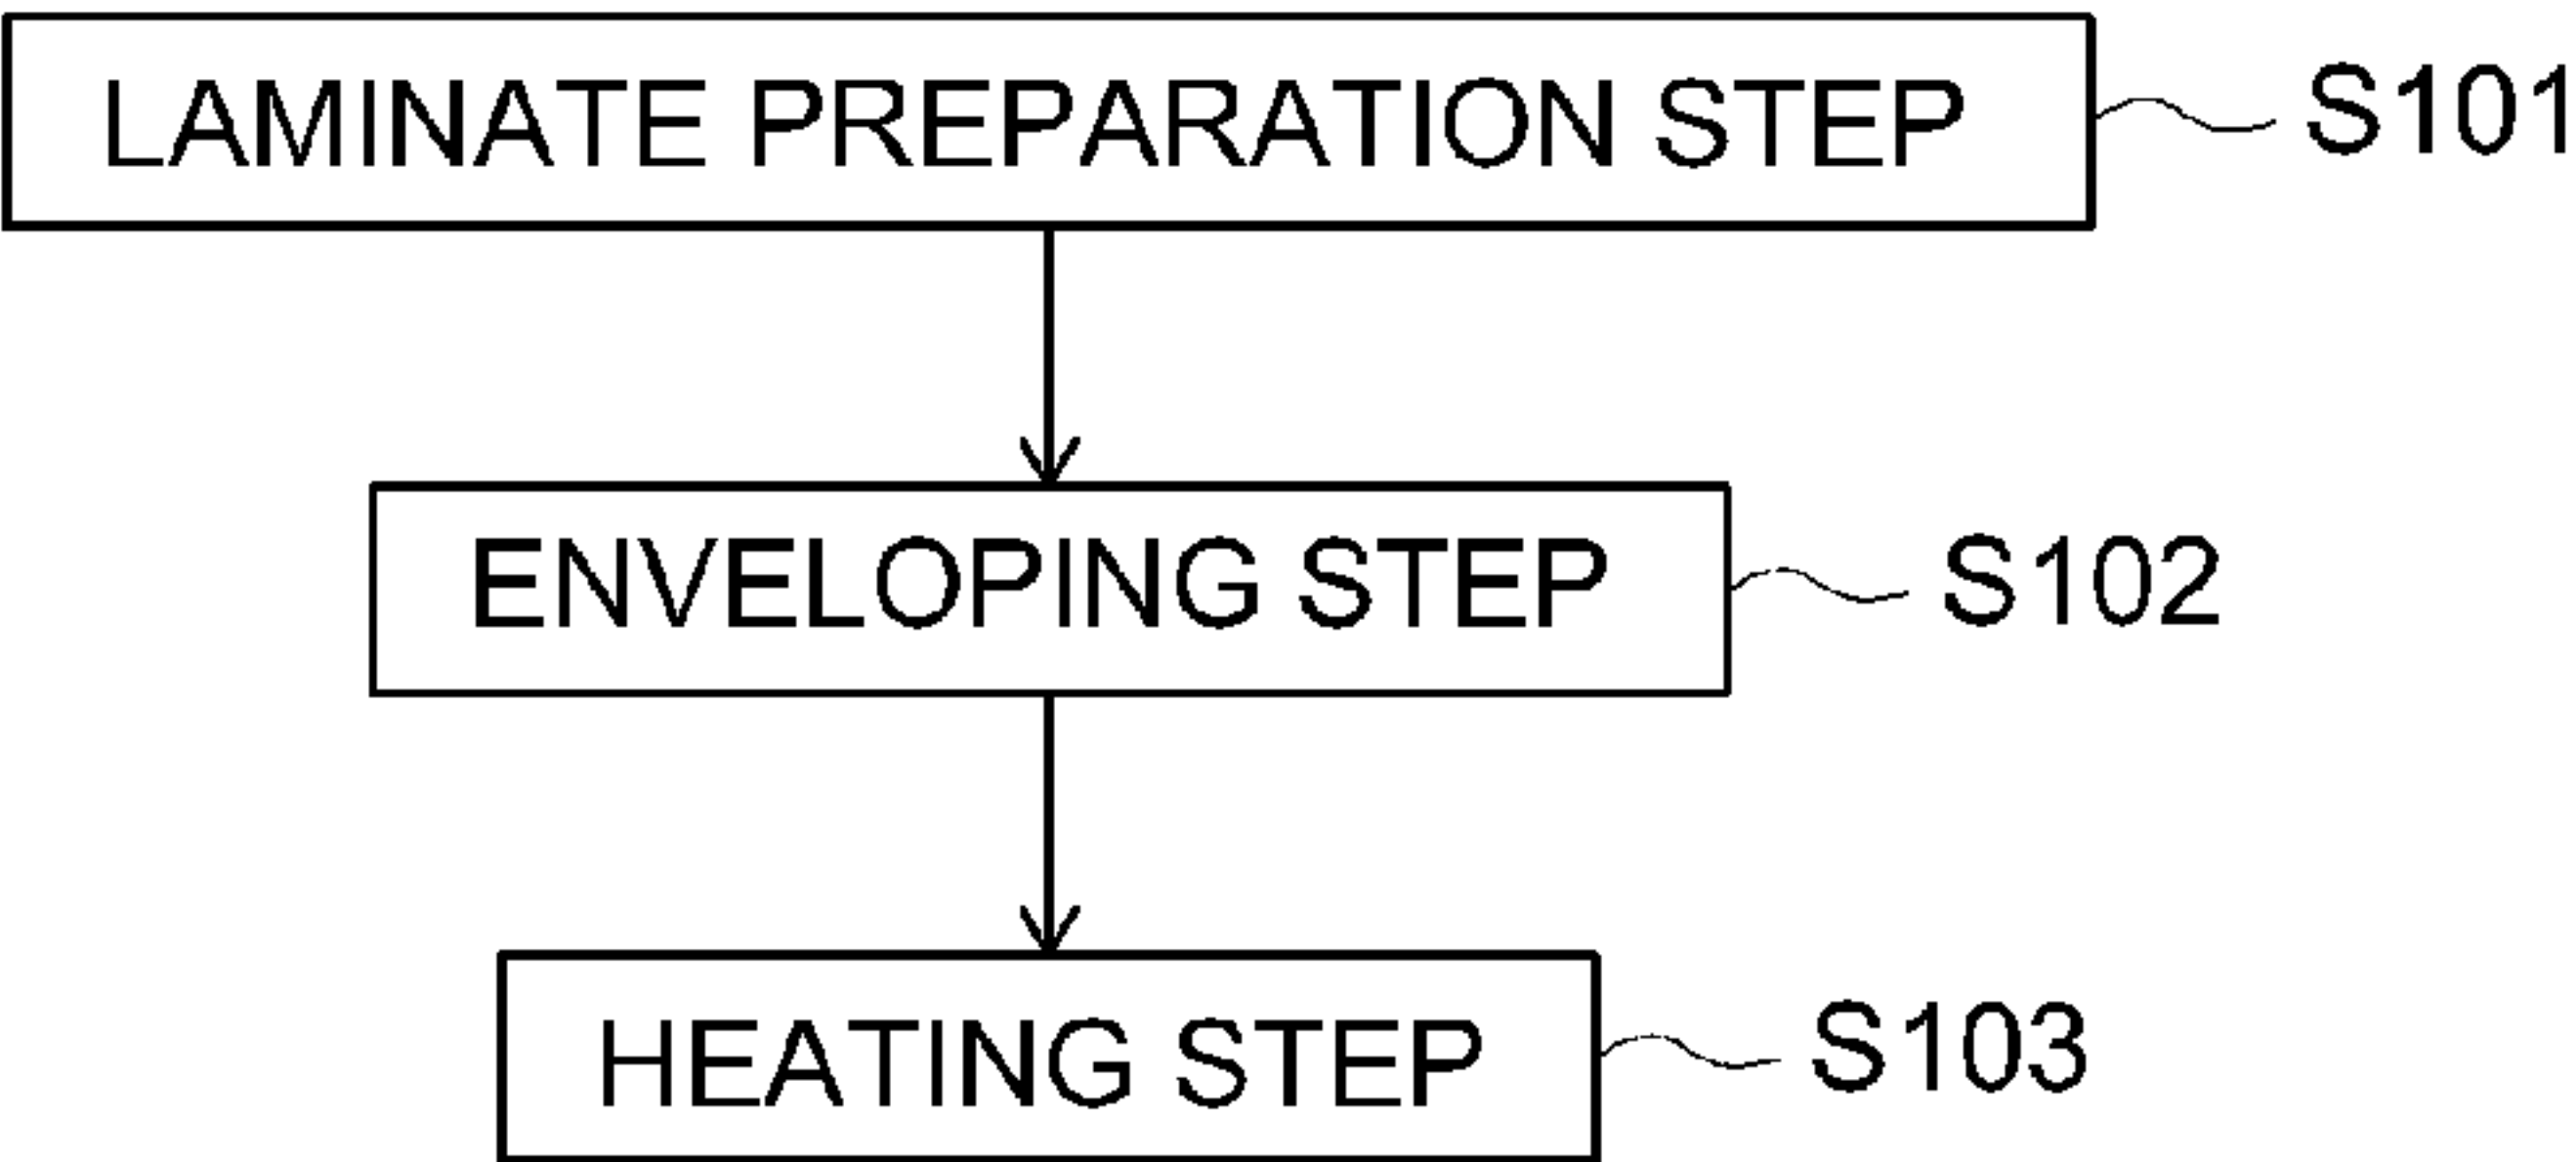 LAMINATE PREPARATION STEP S101
ENVELOPING STEP S102
HEATING STEP S103